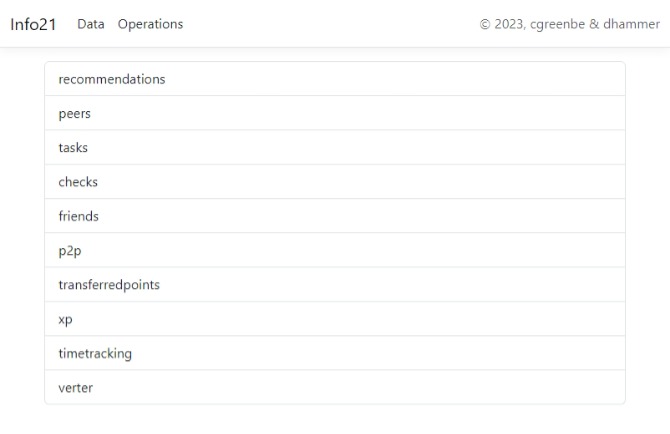 Info21 Data Operations © 2023, cgreenbe & dhammer
recommendations
peers
tasks
checks
friends
p2p
transferredpoints
xp
timetracking
verter